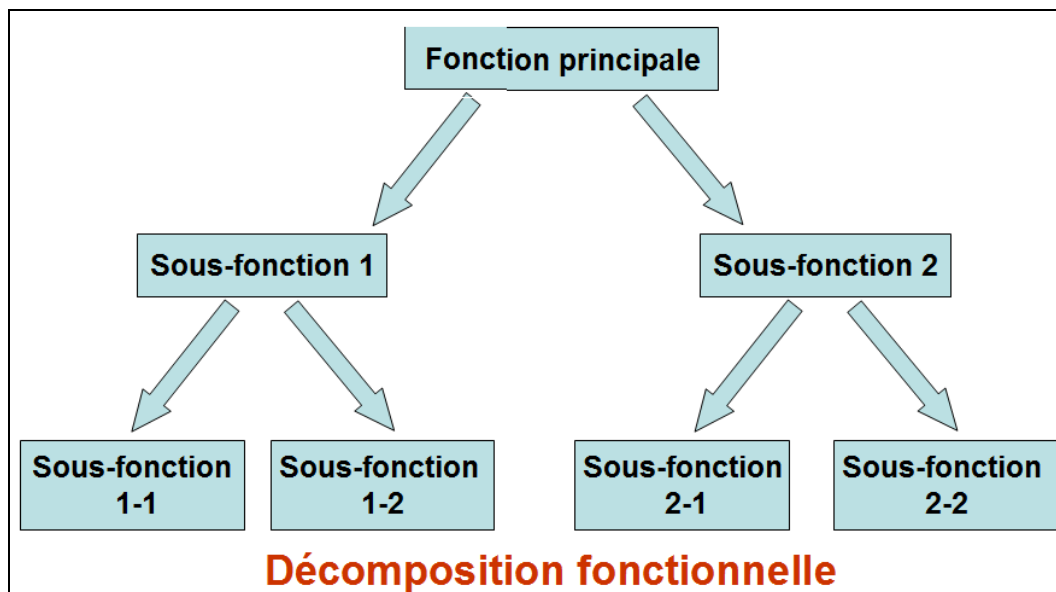 Fonction principale
Sous-fonction 1
Sous-fonction 2
Sous-fonction
1-1
Sous-fonction
1-2
Sous-fonction
2-1
Sous-fonction
2-2
Décomposition fonctionnelle